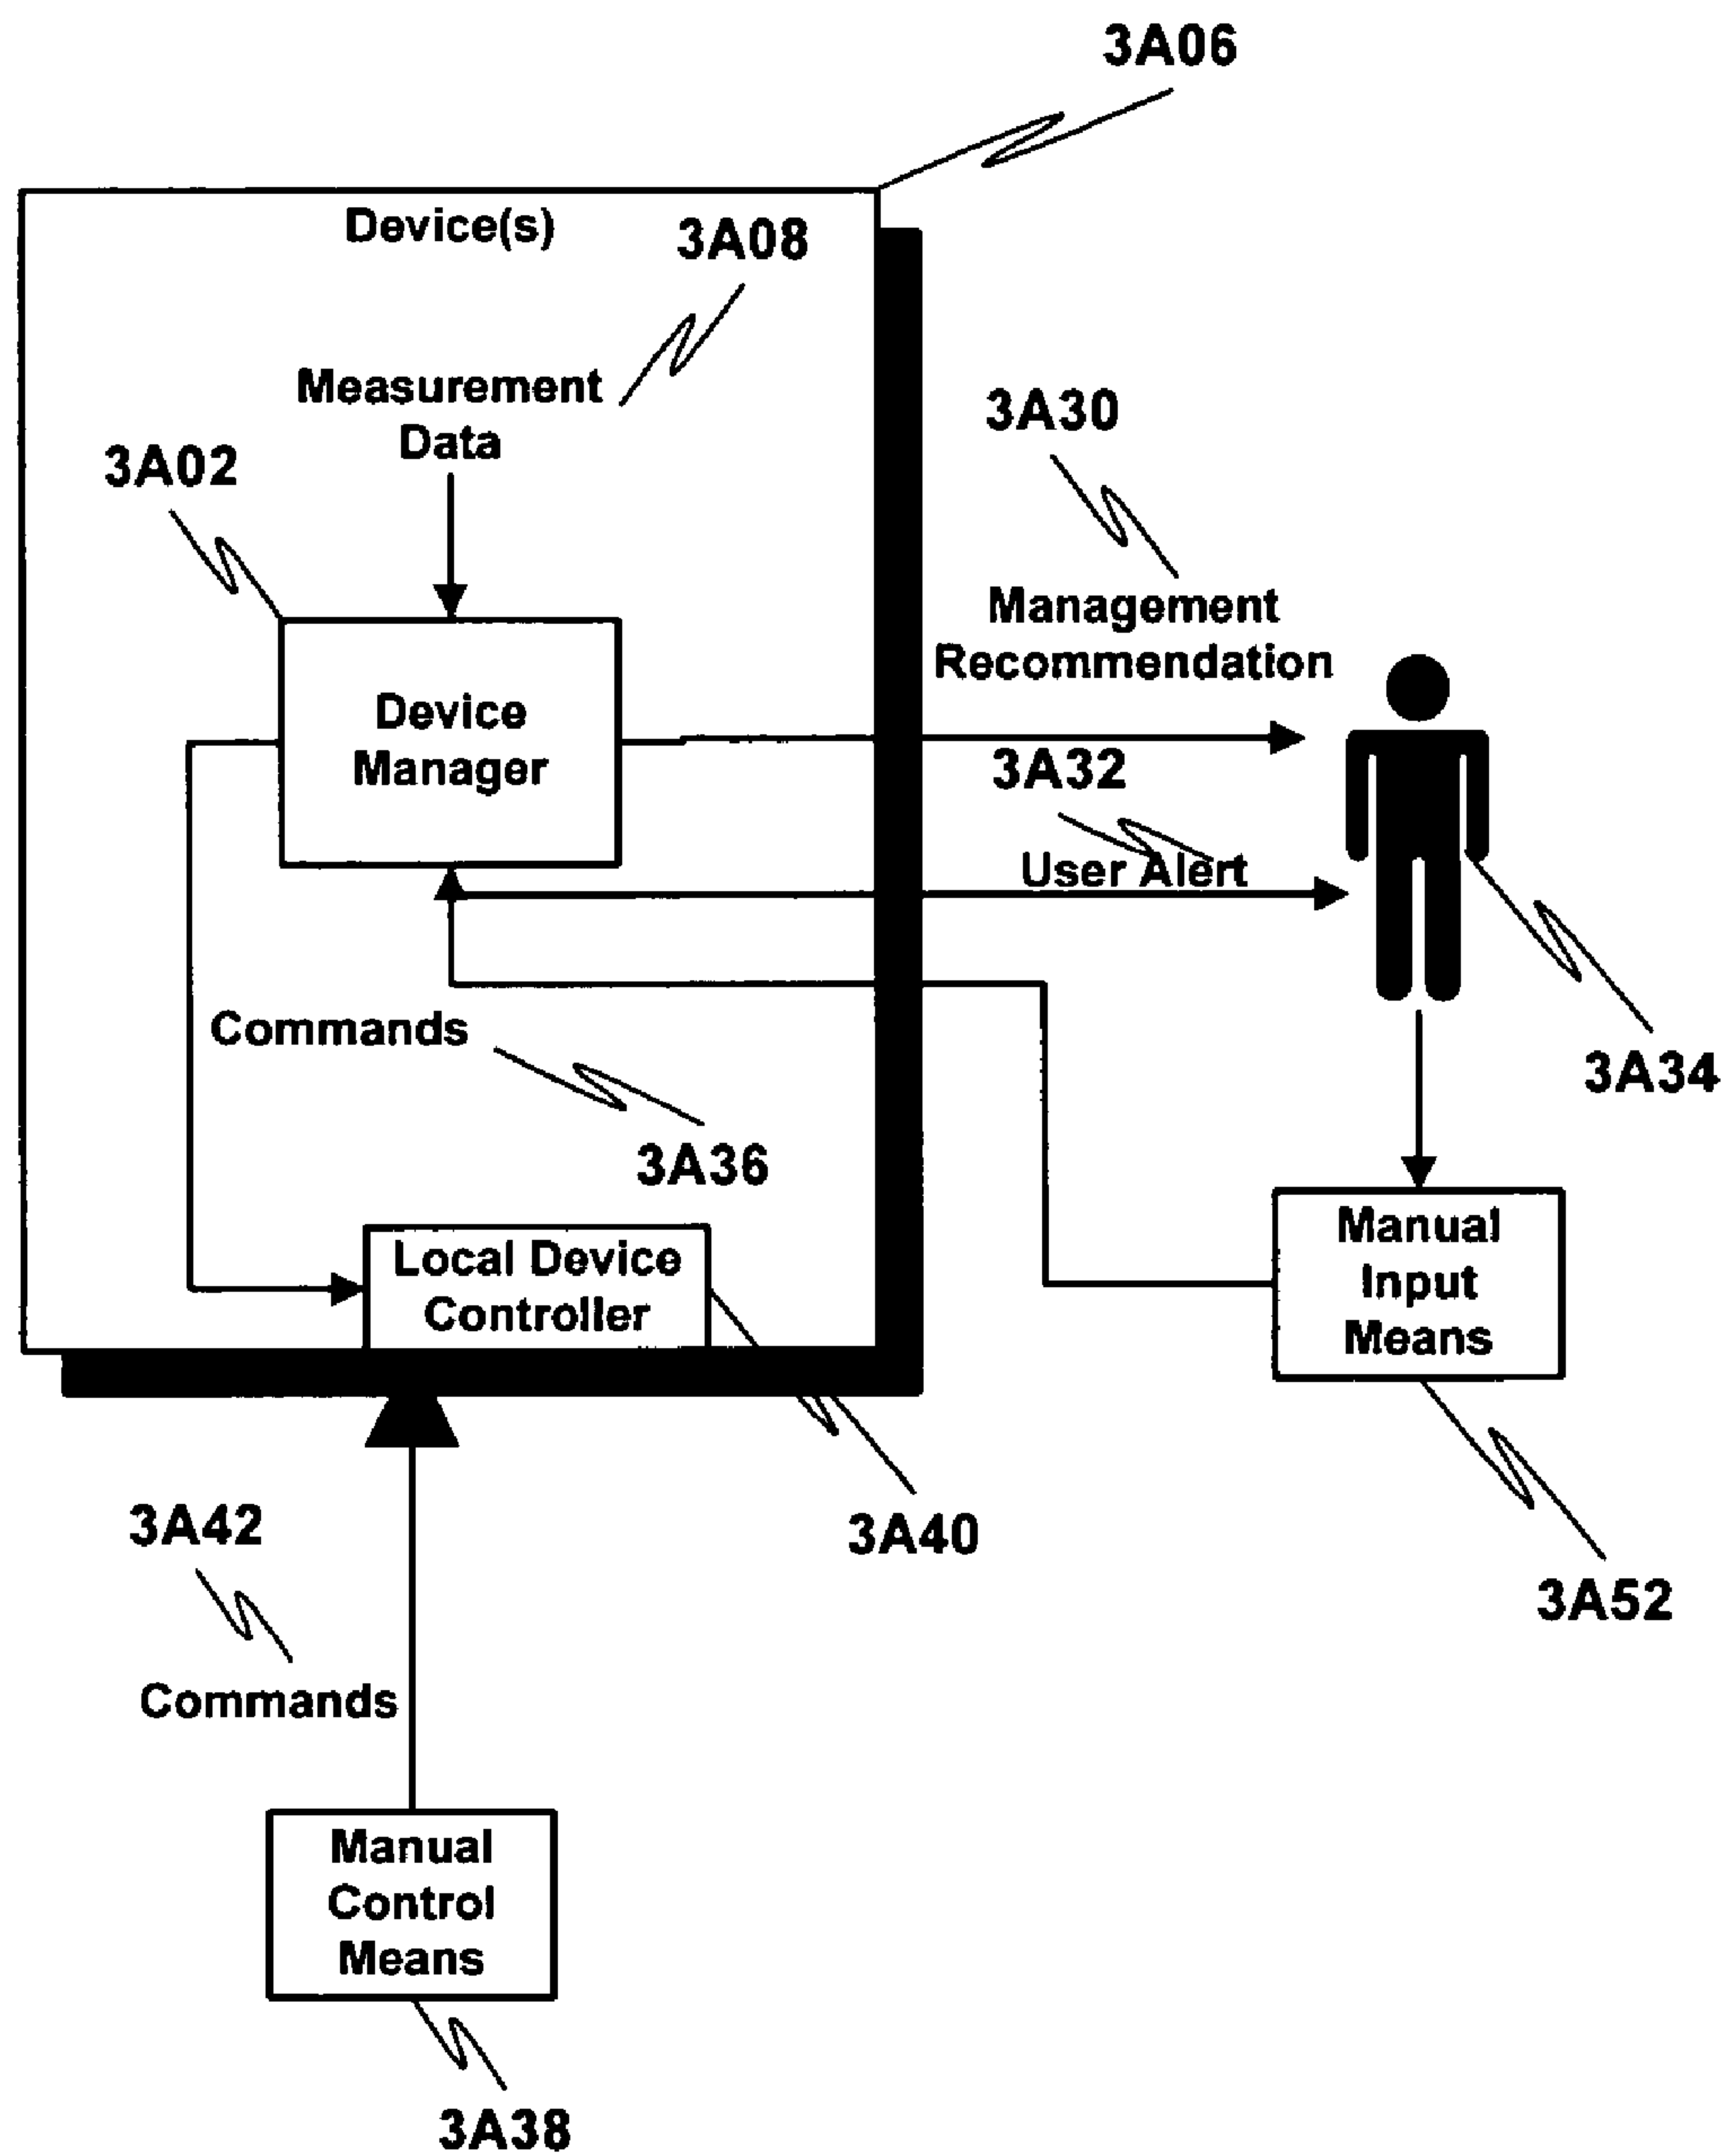 3A06
Device(s)
3A08
Measurement
Data
3A02
3A30
Management
Recommendation
Device
Manager
3A32
User Alert
Commands
3A34
3A36
Manual
Input
Means
Local Device
Controller
3A42
3A40
3A52
Commands
Manual
Control
Means
3A38